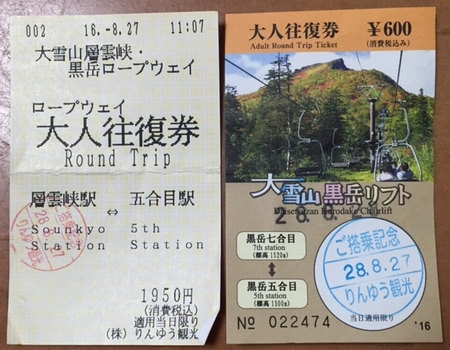 002 16.-8.27 11:07
大雪山層雲峡・
黒岳ロープウェイ
ロープウェイ
大人往復券
Round Trip
層雲峡駅 ⇔ 五合目駅
Sounkyo 5th
Station Station
りんゆう観光
1950円
(消費税込)
適用当日限り
(株)りんゆう観光
大人往復券
Adult Round Trip Ticket
¥600
(消費税込み)
大雪山黒岳リフト
Daisetsuzan Kurodake Chairlift
黒岳七合目
7th station
(標高1520m)
黒岳五合目
5th station
(標高1300m)
ご搭乗記念
28.8.27
りんゆう観光
№ 022474
当日適用限り
'16